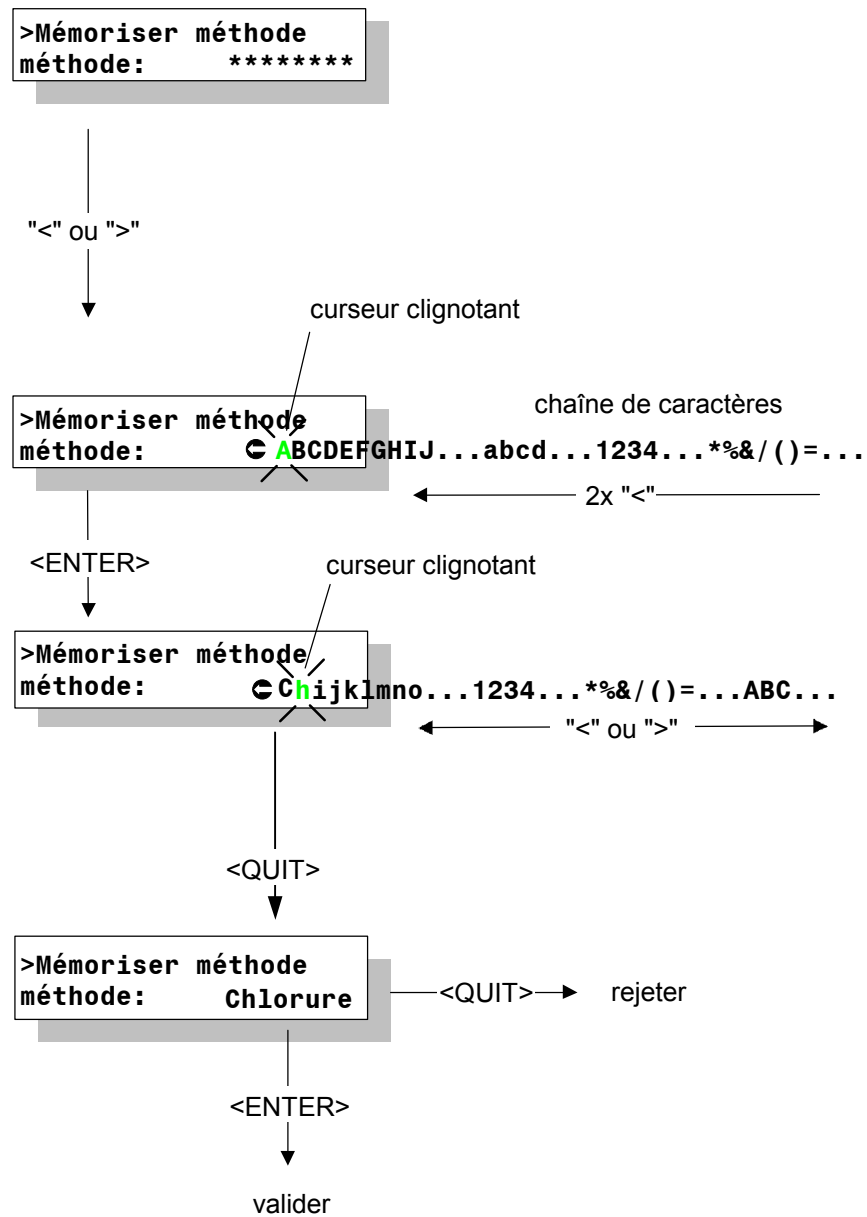 >Mémoriser méthode
méthode: ********
"<" ou ">"
curseur clignotant
>Mémoriser méthode
chaîne de caractères
méthode: ABCDEFGHIJ...abcd...1234...*%&/()=...
2x "<"
<ENTER>
curseur clignotant
>Mémoriser méthode
méthode: Chijklmno...1234...*%&/()=...ABC...
"<" ou ">"
<QUIT>
>Mémoriser méthode
méthode: Chlorure
<QUIT> rejeter
<ENTER>
valider